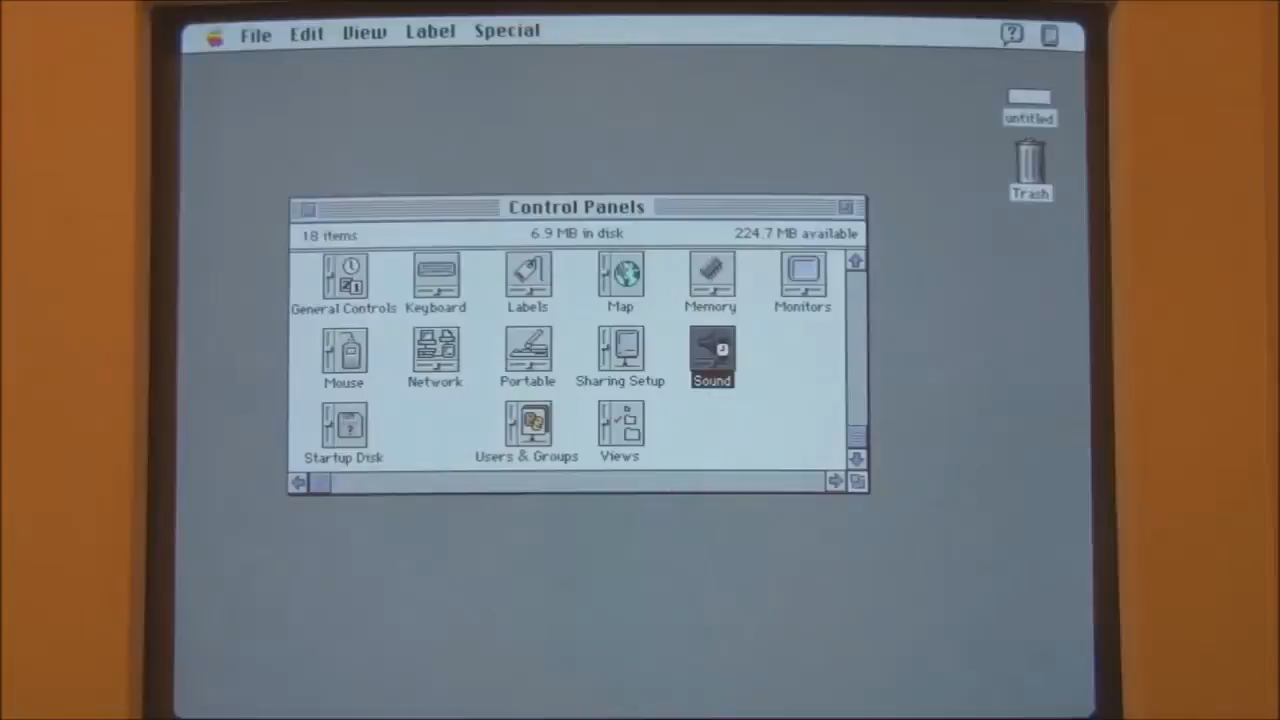 File Edit View Label Special
untitled
Trash
Control Panels
18 items 6.9 MB in disk 224.7 MB available
General Controls Keyboard Labels Map Memory Monitors
Mouse Network Portable Sharing Setup Sound
Startup Disk Users & Groups Views